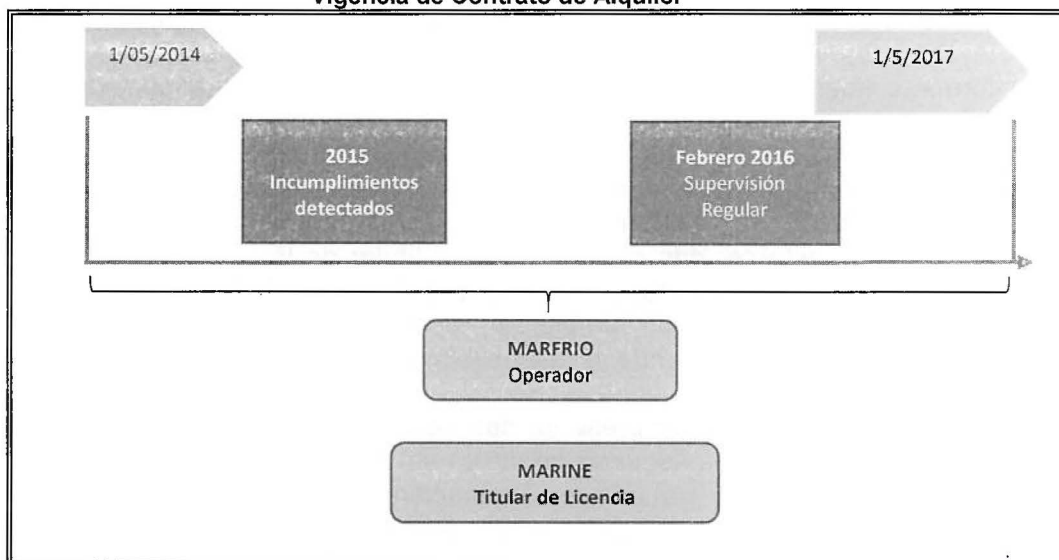 Vigencia de Contrato de Alquiler
1/05/2014
1/5/2017
2015
Incumplimientos
detectados
Febrero 2016
Supervisión
Regular
MARFRIO
Operador
MARINE
Titular de Licencia